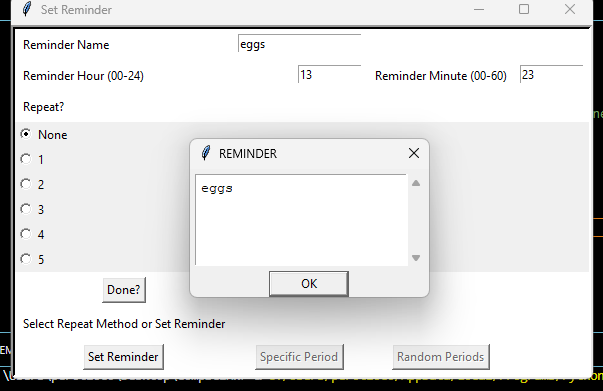 Set Reminder
Reminder Name
eggs
Reminder Hour (00-24)
13
Reminder Minute (00-60)
23
Repeat?
None
1
2
3
4
5
REMINDER
eggs
OK
Done?
Select Repeat Method or Set Reminder
Set Reminder
Specific Period
Random Periods